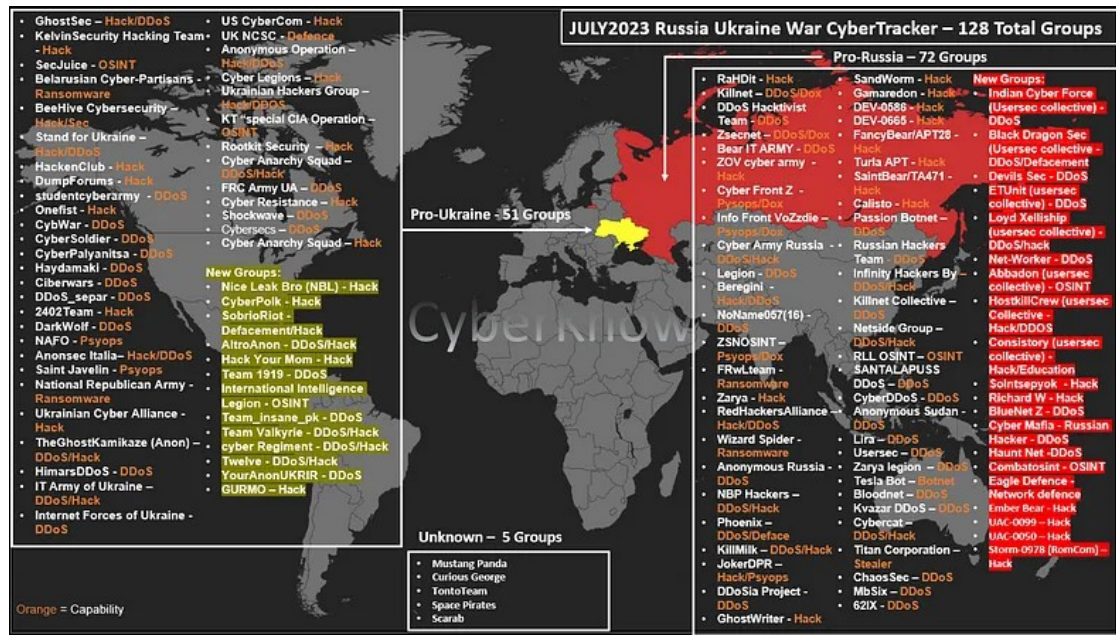 JULY2023 Russia Ukraine War CyberTracker – 128 Total Groups
GhostSec – Hack/DDoS
KelvinSecurity Hacking Team
- Hack
SecJuice - OSINT
Belarusian Cyber-Partisans -
Ransomware
BeeHive Cybersecurity –
Hack/Sec
Stand for Ukraine –
Hack/DDoS
HackenClub - Hack
DumpForums - Hack
studentcyberarmy - DDoS
Onefist - Hack
CybWar - DDoS
CyberSoldier - DDoS
CyberPalyanitsa - DDoS
Haydamaki - DDoS
Ciberwars - DDoS
DDoS_separ - DDoS
2402Team - Hack
DarkWolf - DDoS
NAFO - Psyops
Anonsec Italia– Hack/DDoS
Saint Javelin - Psyops
National Republican Army -
Ransomware
Ukrainian Cyber Alliance -
Hack
TheGhostKamikaze (Anon) –
DDoS/Hack
HimarsDDoS - DDoS
IT Army of Ukraine –
DDoS/Hack
Internet Forces of Ukraine -
DDoS
US CyberCom - Hack
UK NCSC - Defence
Anonymous Operation –
Hack/DDoS
Cyber Legions - Hack
Ukrainian Hackers Group –
Hack/DDOS
KT "special CIA Operation –
OSINT
Rootkit Security – Hack
Cyber Anarchy Squad –
DDoS/Hack
FRC Army UA – DDoS
Cyber Resistance – Hack
Shockwave – DDoS
Cybersecs – DDoS
Cyber Anarchy Squad - Hack
New Groups:
Nice Leak Bro (NBL) - Hack
CyberPolk - Hack
SobrioRiot -
Defacement/Hack
AltroAnon - DDoS/Hack
Hack Your Mom - Hack
Team 1919 - DDoS
International Intelligence
Legion - OSINT
Team_insane_pk - DDoS
Team Valkyrie - DDoS/Hack
cyber Regiment - DDoS/Hack
Twelve - DDoS/Hack
YourAnonUKRIR - DDoS
GURMO – Hack
Orange = Capability
Pro-Ukraine - 51 Groups
CyberKnow
Unknown – 5 Groups
Mustang Panda
Curious George
TontoTeam
Space Pirates
Scarab
Pro-Russia – 72 Groups
RaHDit - Hack
Killnet – DDoS/Dox
DDoS Hacktivist
Team - DDoS
Zsecnet – DDoS/Dox
Bear IT ARMY - DDoS
ZOV cyber army -
Hack
Cyber Front Z -
Pysops/Dox
Info Front VoZzdie –
Psyops/Dox
Cyber Army Russia -
DDoS/Hack
Legion - DDoS
Beregini -
Hack/DDoS
NoName057(16) -
DDoS
ZSNOSINT –
Psyops/Dox
FRwLteam -
Ransomware
Zarya - Hack
RedHackersAlliance –
Hack/DDoS
Wizard Spider -
Ransomware
Anonymous Russia -
DDoS
NBP Hackers –
DDoS/Hack
Phoenix –
DDoS/Deface
KillMilk – DDoS/Hack
JokerDPR –
Hack/Psyops
DDoSia Project -
DDoS
GhostWriter - Hack
SandWorm - Hack
Gamaredon - Hack
DEV-0586 - Hack
DEV-0665 - Hack
FancyBear/APT28 -
Hack
Turla APT - Hack
SaintBear/TA471 -
Hack
Calisto - Hack
Passion Botnet –
DDoS
Russian Hackers
Team – DDoS
Infinity Hackers By –
DDoS/Hack
Killnet Collective -
DDoS
Netside Group –
DDoS/Hack
RLL OSINT – OSINT
SANTALAPUSS
DDoS – DDoS
CyberDDoS - DDoS
Anonymous Sudan -
DDoS
Lira – DDoS
Usersec – DDoS
Zarya legion – DDoS
Tesla Bot – Botnet
Bloodnet – DDoS
Kvazar DDoS – DDoS
Cybercat –
DDoS/Hack
Titan Corporation –
Stealer
ChaosSec – DDoS
MbSix – DDoS
62IX - DDoS
New Groups:
Indian Cyber Force
(Usersec collective) -
DDoS
Black Dragon Sec
(Usersec collective -
DDoS/Defacement
Devils Sec - DDoS
ETUnit (usersec
collective) - DDoS
Loyd Xelliship
(usersec collective) -
DDoS/hack
Net-Worker - DDoS
Abbadon (usersec
collective) - OSINT
HostkillCrew (usersec
Collective -
Hack/DDOS
Consistory (usersec
collective) -
Hack/Education
Solntsepyok - Hack
Richard W - Hack
BlueNet Z - DDoS
Cyber Mafia - Russian
Hacker - DDoS
Haunt Net -DDoS
Combatosint - OSINT
Eagle Defence -
Network defence
Ember Bear - Hack
UAC-0099 – Hack
UAC-0050 – Hack
Storm-0978 (RomCom) –
Hack